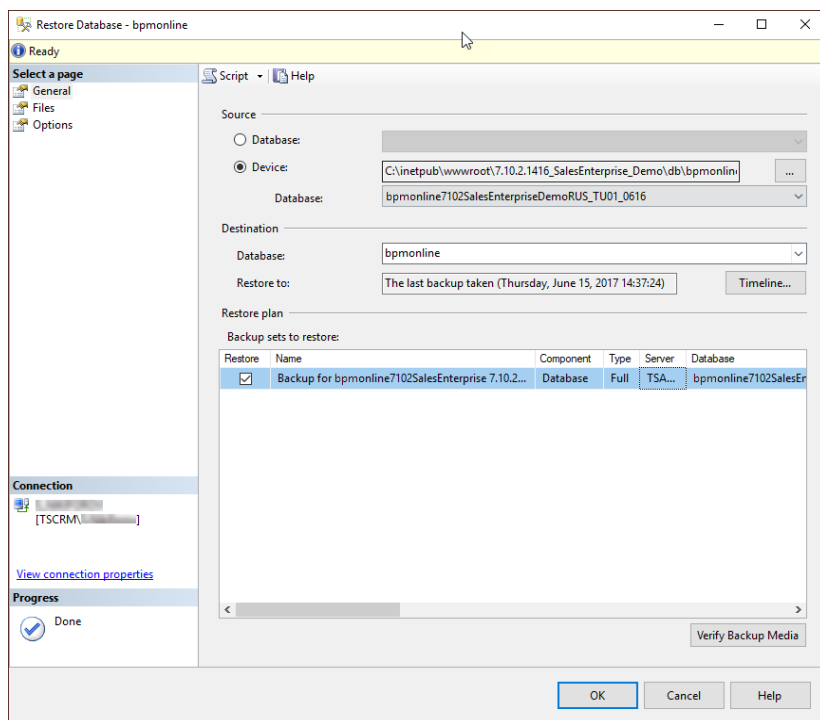 Restore Database - bpmonline
Ready
Select a page
General
Files
Options
Script
Help
Source
Database:
Device:
C:\inetpub\wwwroot\7.10.2.1416_SalesEnterprise_Demo\db\bpmonlin
...
Database:
bpmonline7102SalesEnterpriseDemoRUS_TU01_0616
Destination
Database:
bpmonline
Restore to:
The last backup taken (Thursday, June 15, 2017 14:37:24)
Timeline...
Restore plan
Backup sets to restore:
Restore Name Component Type Server Database
Backup for bpmonline7102SalesEnterprise 7.10.2... Database Full TSA... bpmonline7102SalesEr
Connection
[TSCRM\ ]
View connection properties
Progress
Done
Verify Backup Media
OK Cancel Help